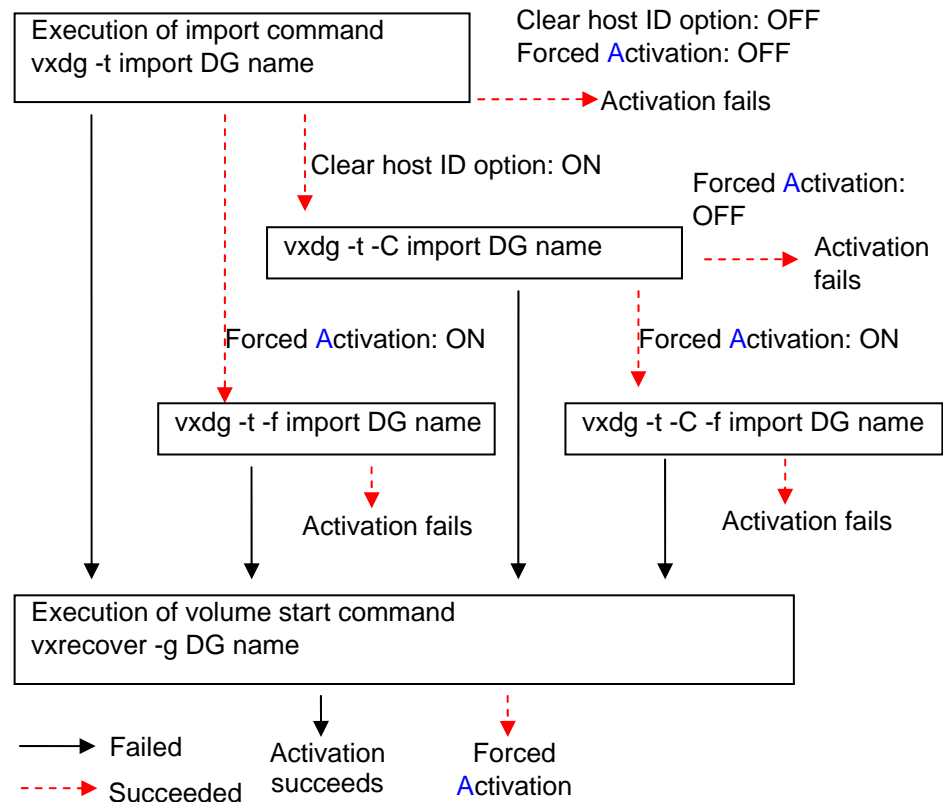 Execution of import command
vxdg -t import DG name
Clear host ID option: OFF
Forced Activation: OFF
Activation fails
Clear host ID option: ON
Forced Activation:
OFF
vxdg -t -C import DG name
Activation
fails
Forced Activation: ON
Forced Activation: ON
vxdg -t -f import DG name
vxdg -t -C -f import DG name
Activation fails
Activation fails
Execution of volume start command
vxrecover -g DG name
Failed
Succeeded
Activation
succeeds
Forced
Activation